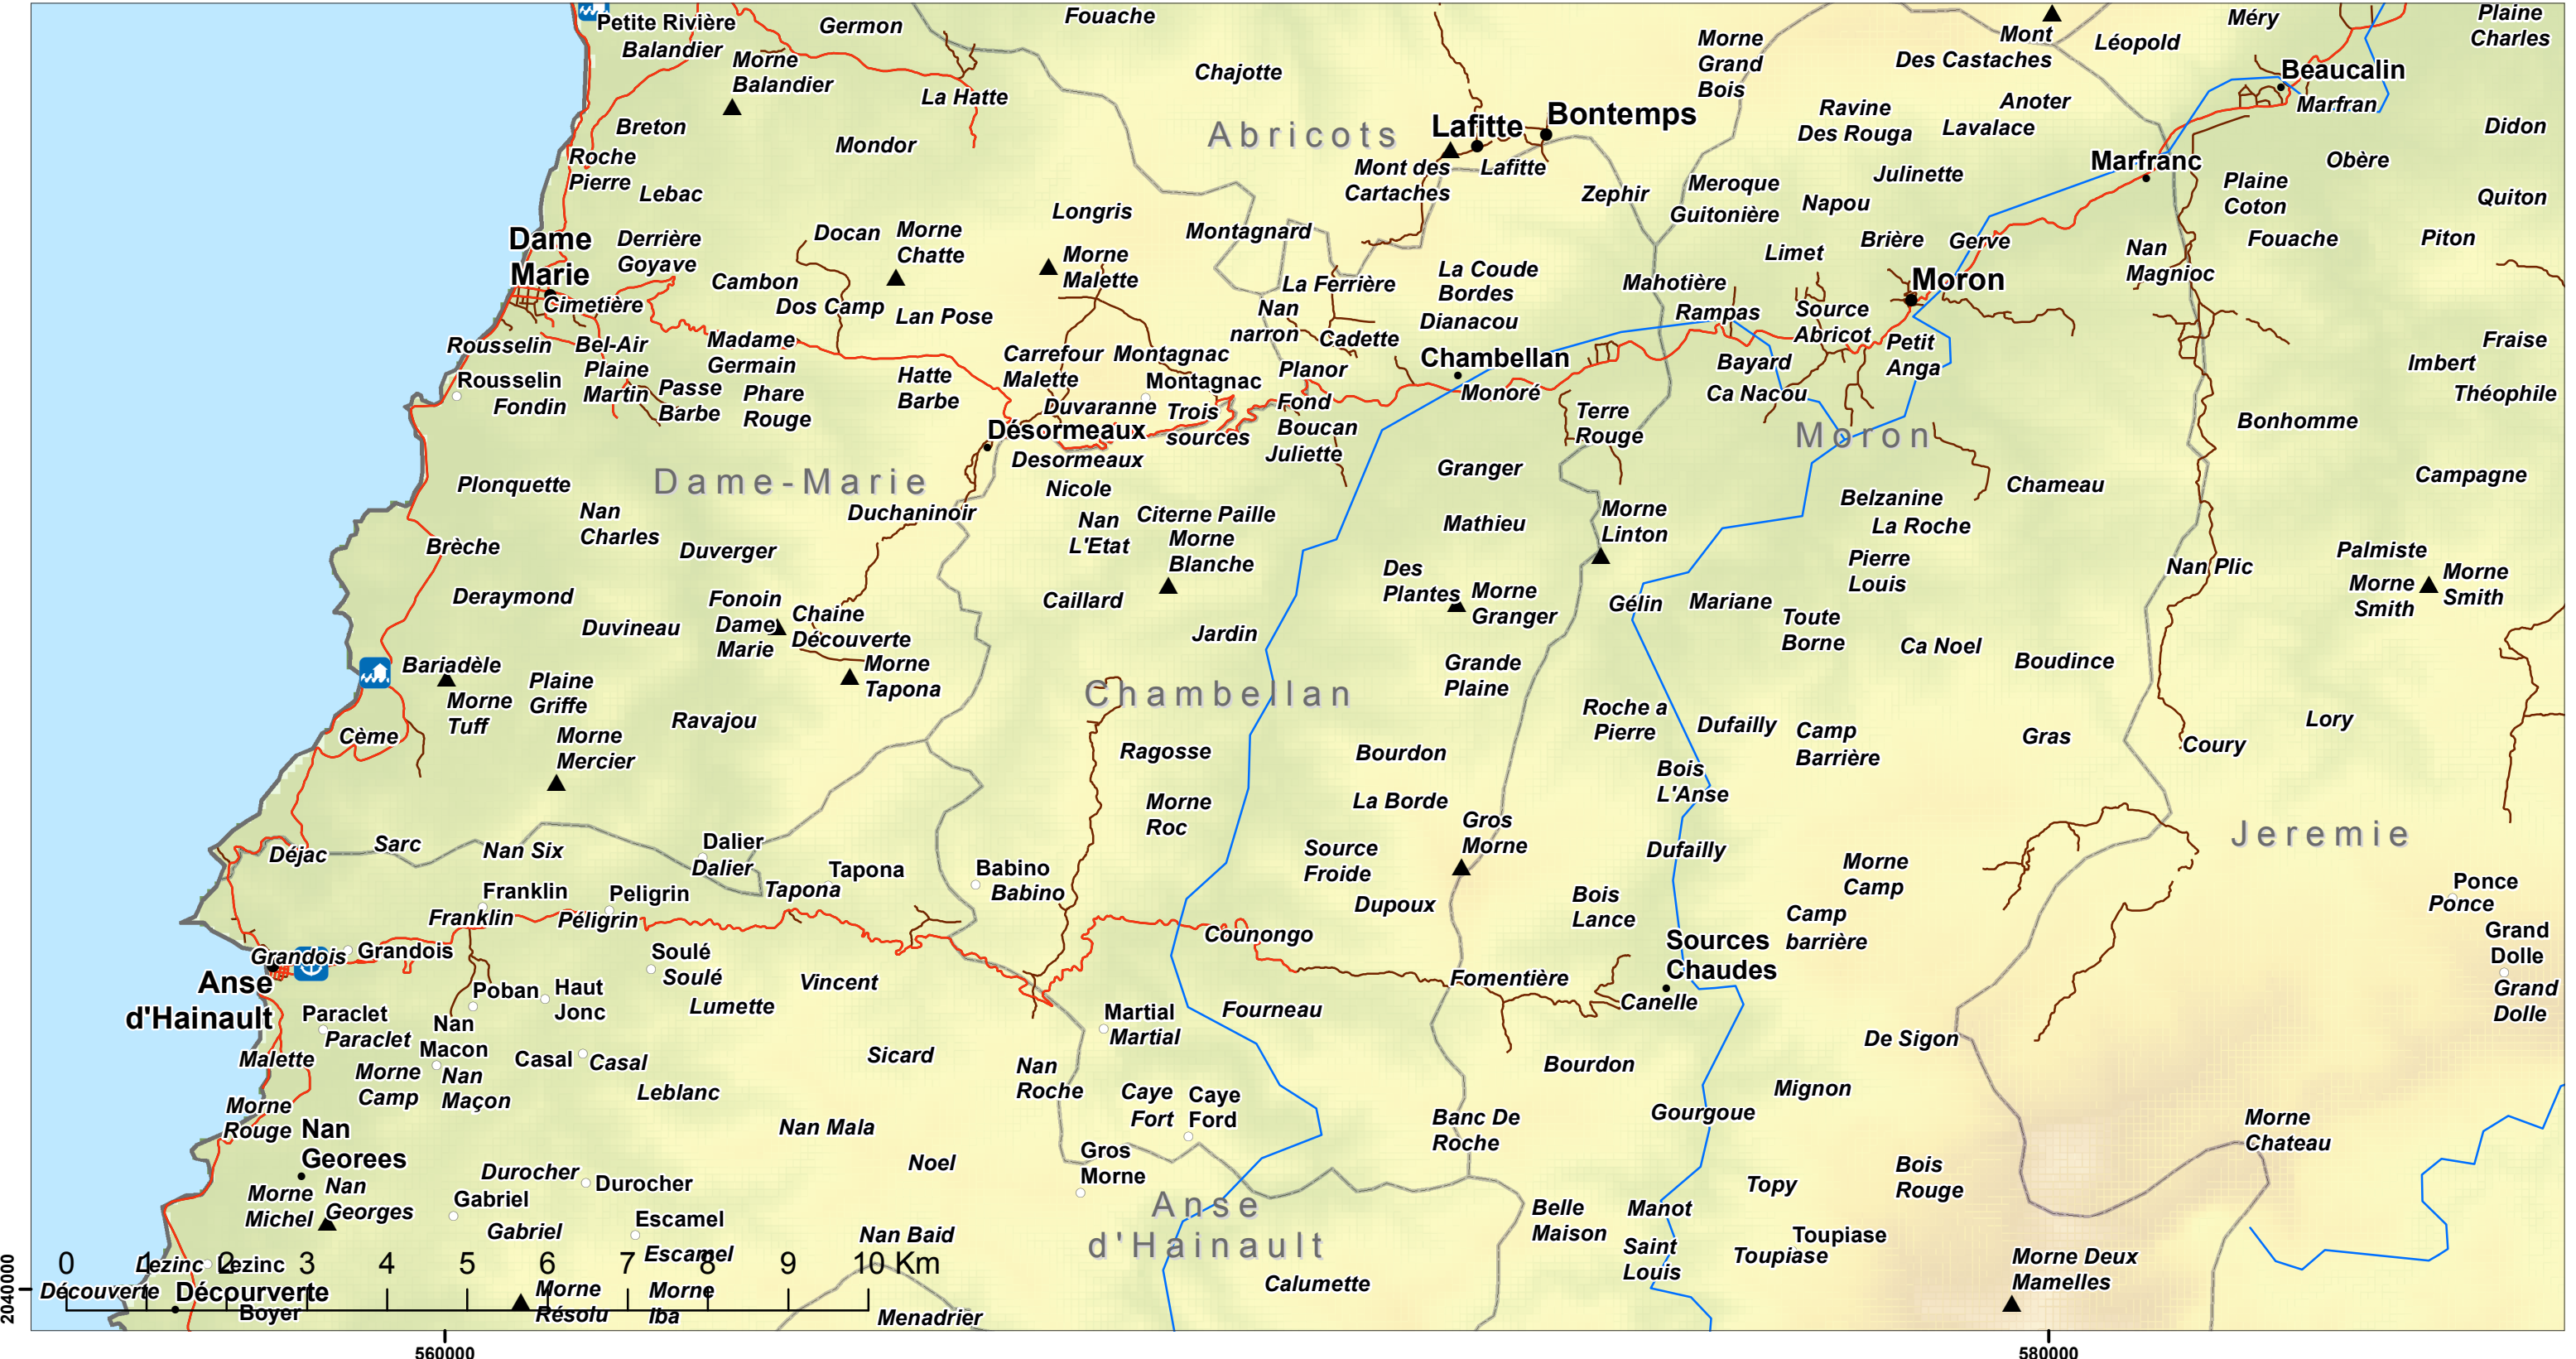 Petite Rivière
Balandier
Germon
Fouache
Morne
Balandier
La Hatte
Chajotte
Morne
Grand
Bois
Mont
Des Castaches
Léopold
Méry
Plaine
Charles
Beaucalin
Marfran
Breton
Mondor
Abricots
Lafitte
Bontemps
Ravine
Des Rouga
Anoter
Lavalace
Didon
Roche
Pierre
Lebac
Mont des
Cartaches
Lafitte
Zephir
Meroque
Guitonière
Julinette
Napou
Marfranc
Obère
Plaine
Coton
Quiton
Dame
Marie
Cimetière
Derrière
Goyave
Docan
Morne
Chatte
Longris
Morne
Malette
Montagnard
Limet
Brière
Gerve
Nan
Magnioc
Fouache
Piton
Cambon
Dos Camp
Lan Pose
La Ferrière
Nan
narron
Cadette
La Coude
Bordes
Dianacou
Mahotière
Rampas
Source
Abricot
Moron
Petit
Anga
Rousselin
Rousselin
Fondin
Bel-Air
Plaine
Martin
Passe
Barbe
Madame
Germain
Phare
Rouge
Hatte
Barbe
Carrefour
Malette
Montagnac
Montagnac
Duvaranne
Trois
sources
Planor
Fond
Boucan
Juliette
Chambellan
Monoré
Bayard
Ca Nacou
Terre
Rouge
Moron
Fraise
Imbert
Théophile
Bonhomme
Désormeaux
Desormeaux
Nicole
Dame-Marie
Duchaninoir
Plonquette
Nan
Charles
Duverger
Brèche
Granger
Mathieu
Chameau
Belzanine
La Roche
Campagne
Nan
L'Etat
Citerne Paille
Morne
Blanche
Morne
Linton
Pierre
Louis
Nan Plic
Palmiste
Morne
Smith
Morne
Smith
Deraymond
Duvineau
Fonoin
Dame
Marie
Chaine
Découverte
Morne
Tapona
Caillard
Jardin
Des
Plantes
Morne
Granger
Gélin
Mariane
Toute
Borne
Ca Noel
Boudince
Bariadèle
Morne
Tuff
Plaine
Griffe
Ravajou
Chambellan
Grande
Plaine
Cème
Morne
Mercier
Ragosse
Bourdon
Roche a
Pierre
Dufailly
Camp
Barrière
Gras
Coury
Lory
Morne
Roc
La Borde
Bois
L'Anse
Jeremie
Déjac
Sarc
Nan Six
Dalier
Dalier
Source
Froide
Gros
Morne
Dufailly
Morne
Camp
Franklin
Franklin
Peligrin
Péligrin
Tapona
Tapona
Babino
Babino
Dupoux
Bois
Lance
Camp
barrière
Ponce
Ponce
Grand
Dolle
Grand
Dolle
Grandois
Grandois
Anse
d'Hainault
Soulé
Soulé
Vincent
Lumette
Counongo
Fomentière
Sources
Chaudes
Canelle
Poban
Haut
Jonc
Paraclet
Paraclet
Nan
Macon
Nan
Maçon
Casal
Casal
Martial
Martial
Fourneau
De Sigon
Malette
Morne
Camp
Leblanc
Sicard
Nan
Roche
Bourdon
Mignon
Morne
Rouge
Nan Mala
Caye
Fort
Caye
Ford
Banc De
Roche
Gourgoue
Morne
Chateau
Nan
Georees
Morne
Michel
Nan
Georges
Durocher
Durocher
Gabriel
Gabriel
Noel
Gros
Morne
Anse
d'Hainault
Topy
Bois
Rouge
Escamel
Escamel
Nan Baid
Belle
Maison
Manot
Saint
Louis
Toupiase
Toupiase
Lezinc
Lezinc
0 1 2 3 4 5 6 7 8 9 10 Km
Découverte
Décourverte
Boyer
Morne
Résolu
Morne
Iba
Menadrier
Calumette
Morne Deux
Mamelles
2040000
560000
580000